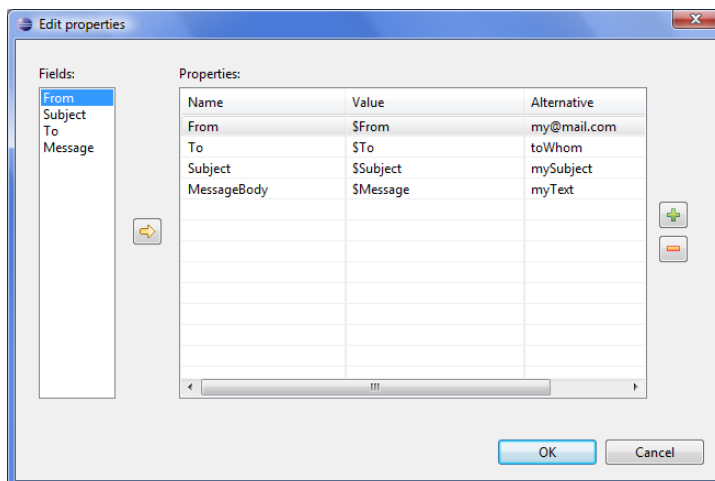 Edit properties
Fields:
Properties:
From
Subject
To
Message
Name Value Alternative
From $From my@mail.com
To $To toWhom
Subject $Subject mySubject
MessageBody $Message myText
OK Cancel